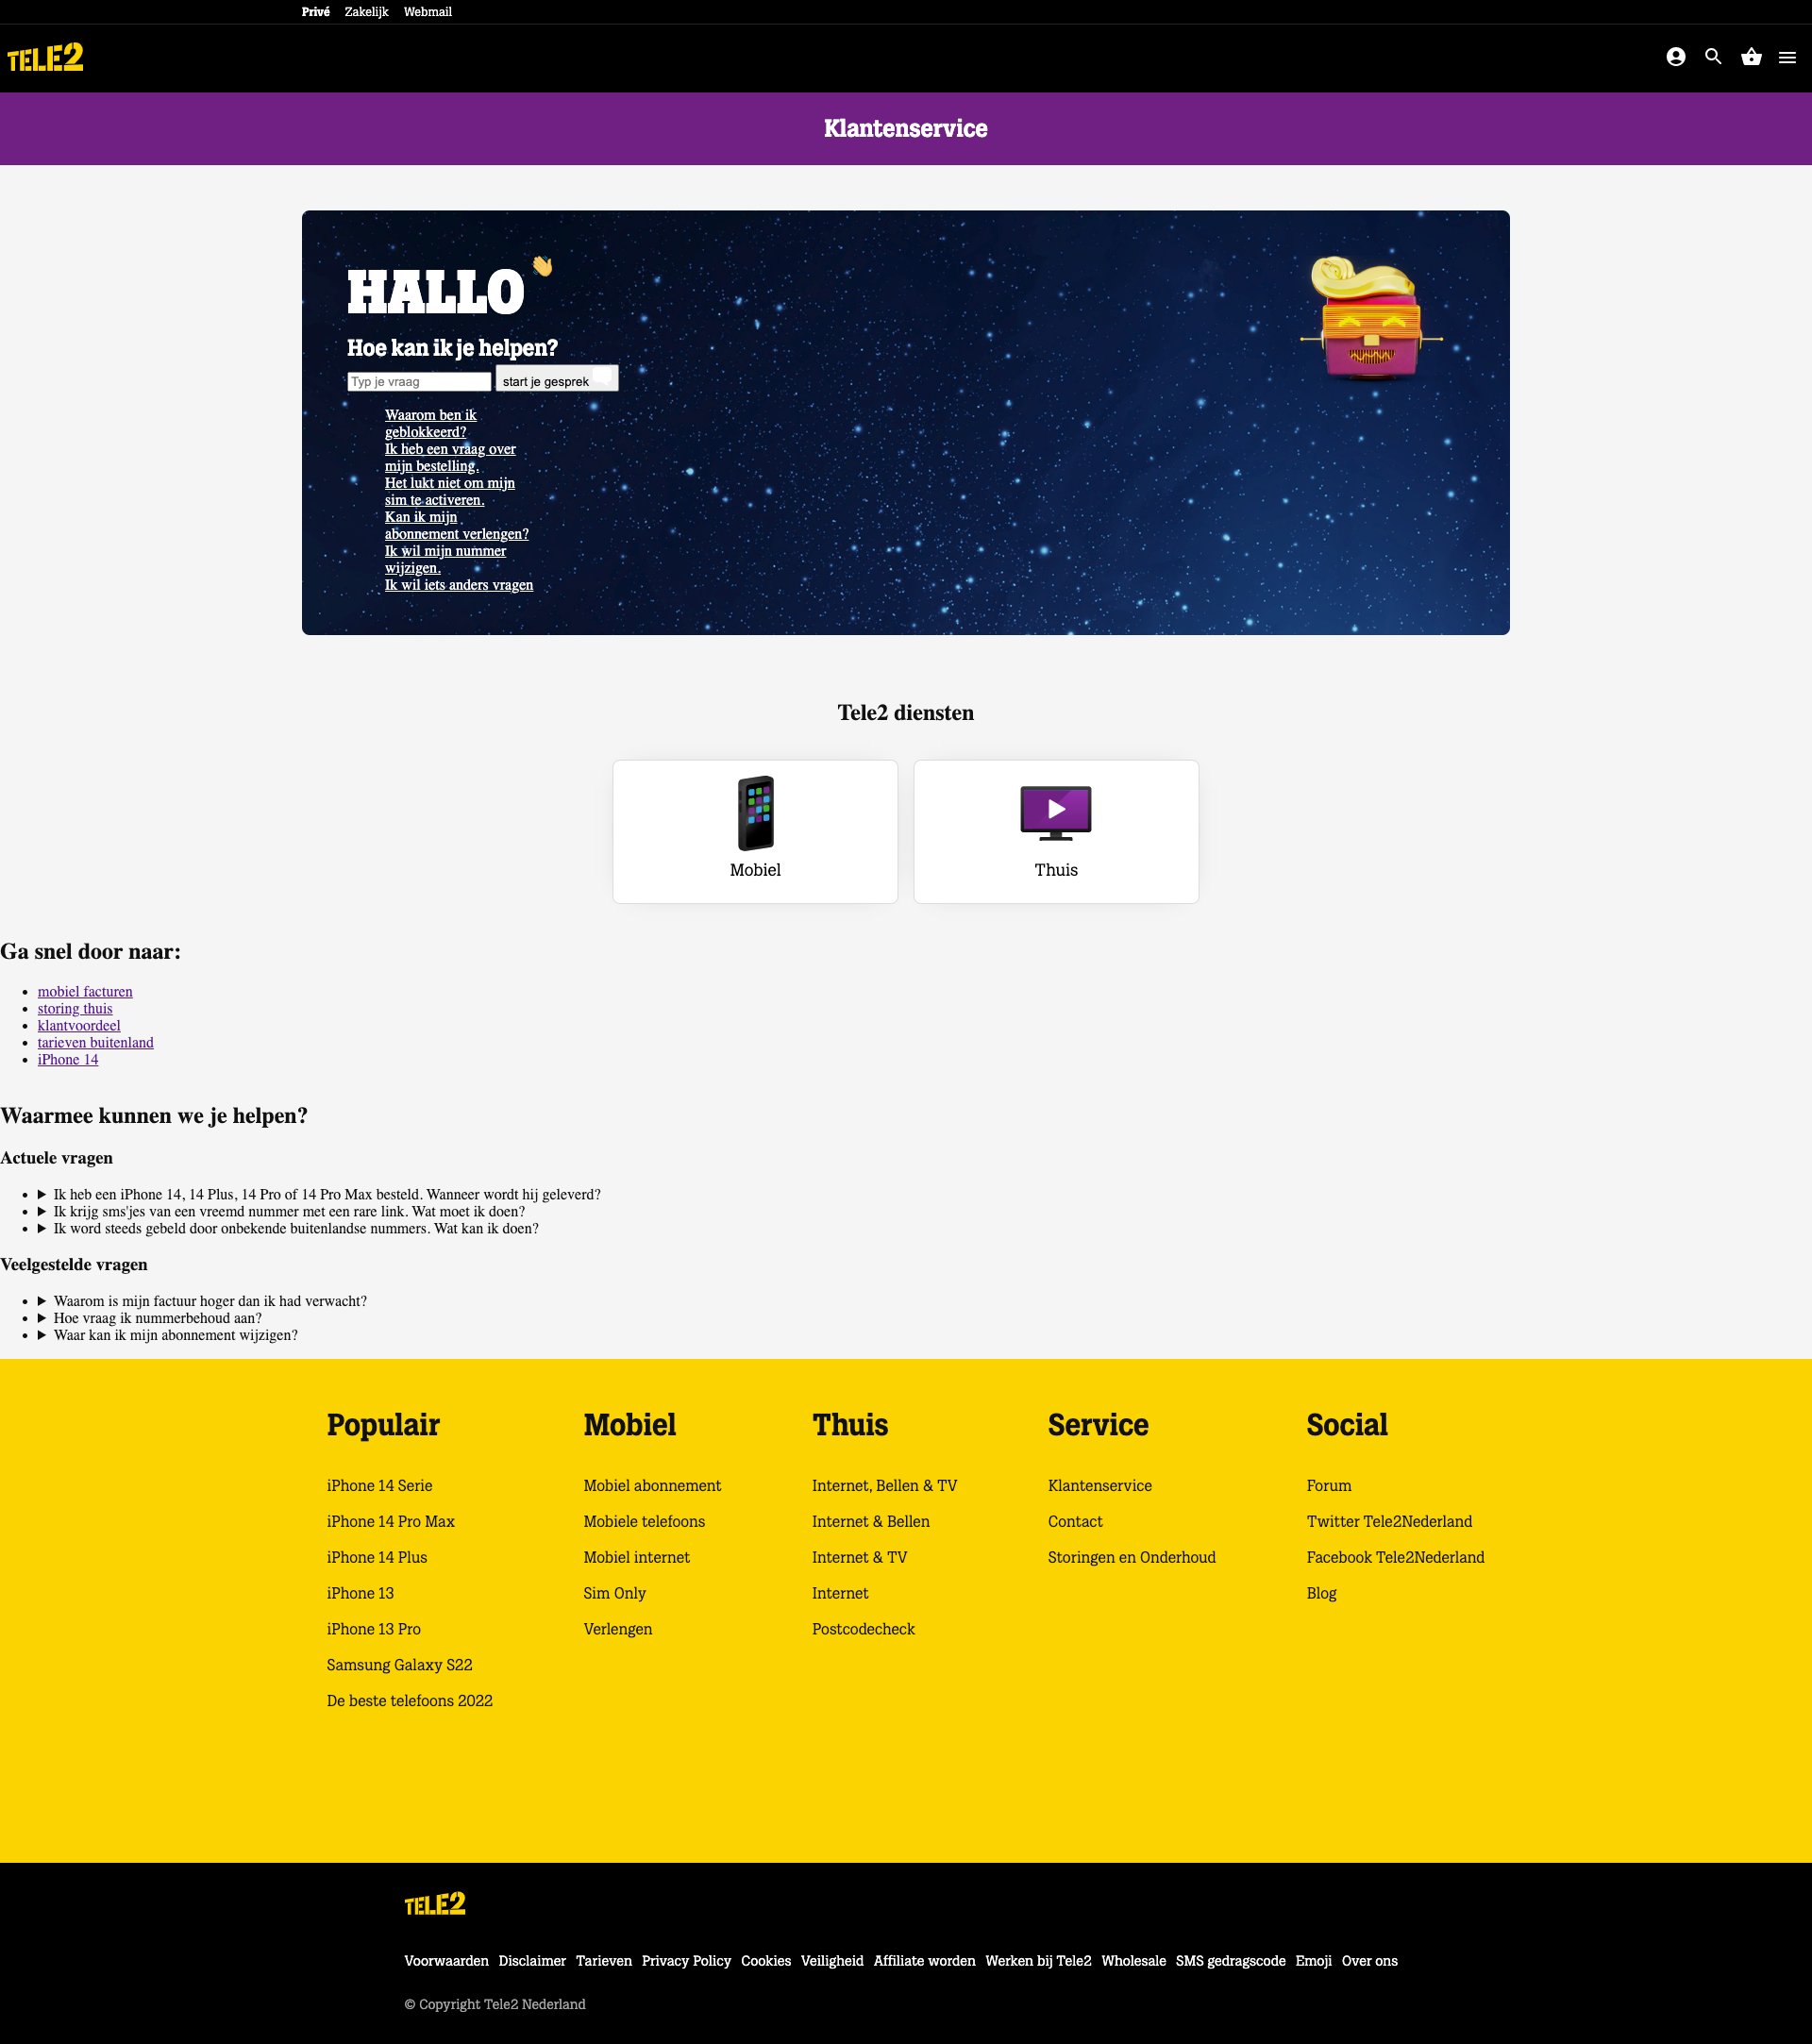 Privé Zakelijk Webmail
TELE2
Klantenservice
HALLO
Hoe kan ik je helpen?
Typ je vraag start je gesprek
Waarom ben ik
geblokkeerd?
Ik heb een vraag over
mijn bestelling.
Het lukt niet om mijn
sim te activeren.
Kan ik mijn
abonnement verlengen?
Ik wil mijn nummer
wijzigen.
Ik wil iets anders vragen
Tele2 diensten
Mobiel Thuis
Ga snel door naar:
mobiel facturen
storing thuis
klantvoordeel
tarieven buitenland
iPhone 14
Waarmee kunnen we je helpen?
Actuele vragen
Ik heb een iPhone 14, 14 Plus, 14 Pro of 14 Pro Max besteld. Wanneer wordt hij geleverd?
Ik krijg sms'jes van een vreemd nummer met een rare link. Wat moet ik doen?
Ik word steeds gebeld door onbekende buitenlandse nummers. Wat kan ik doen?
Veelgestelde vragen
Waarom is mijn factuur hoger dan ik had verwacht?
Hoe vraag ik nummerbehoud aan?
Waar kan ik mijn abonnement wijzigen?
Populair
iPhone 14 Serie
iPhone 14 Pro Max
iPhone 14 Plus
iPhone 13
iPhone 13 Pro
Samsung Galaxy S22
De beste telefoons 2022
Mobiel
Mobiel abonnement
Mobiele telefoons
Mobiel internet
Sim Only
Verlengen
Thuis
Internet, Bellen & TV
Internet & Bellen
Internet & TV
Internet
Postcodecheck
Service
Klantenservice
Contact
Storingen en Onderhoud
Social
Forum
Twitter Tele2Nederland
Facebook Tele2Nederland
Blog
TELE2
Voorwaarden Disclaimer Tarieven Privacy Policy Cookies Veiligheid Affiliate worden Werken bij Tele2 Wholesale SMS gedragscode Emoji Over ons
© Copyright Tele2 Nederland